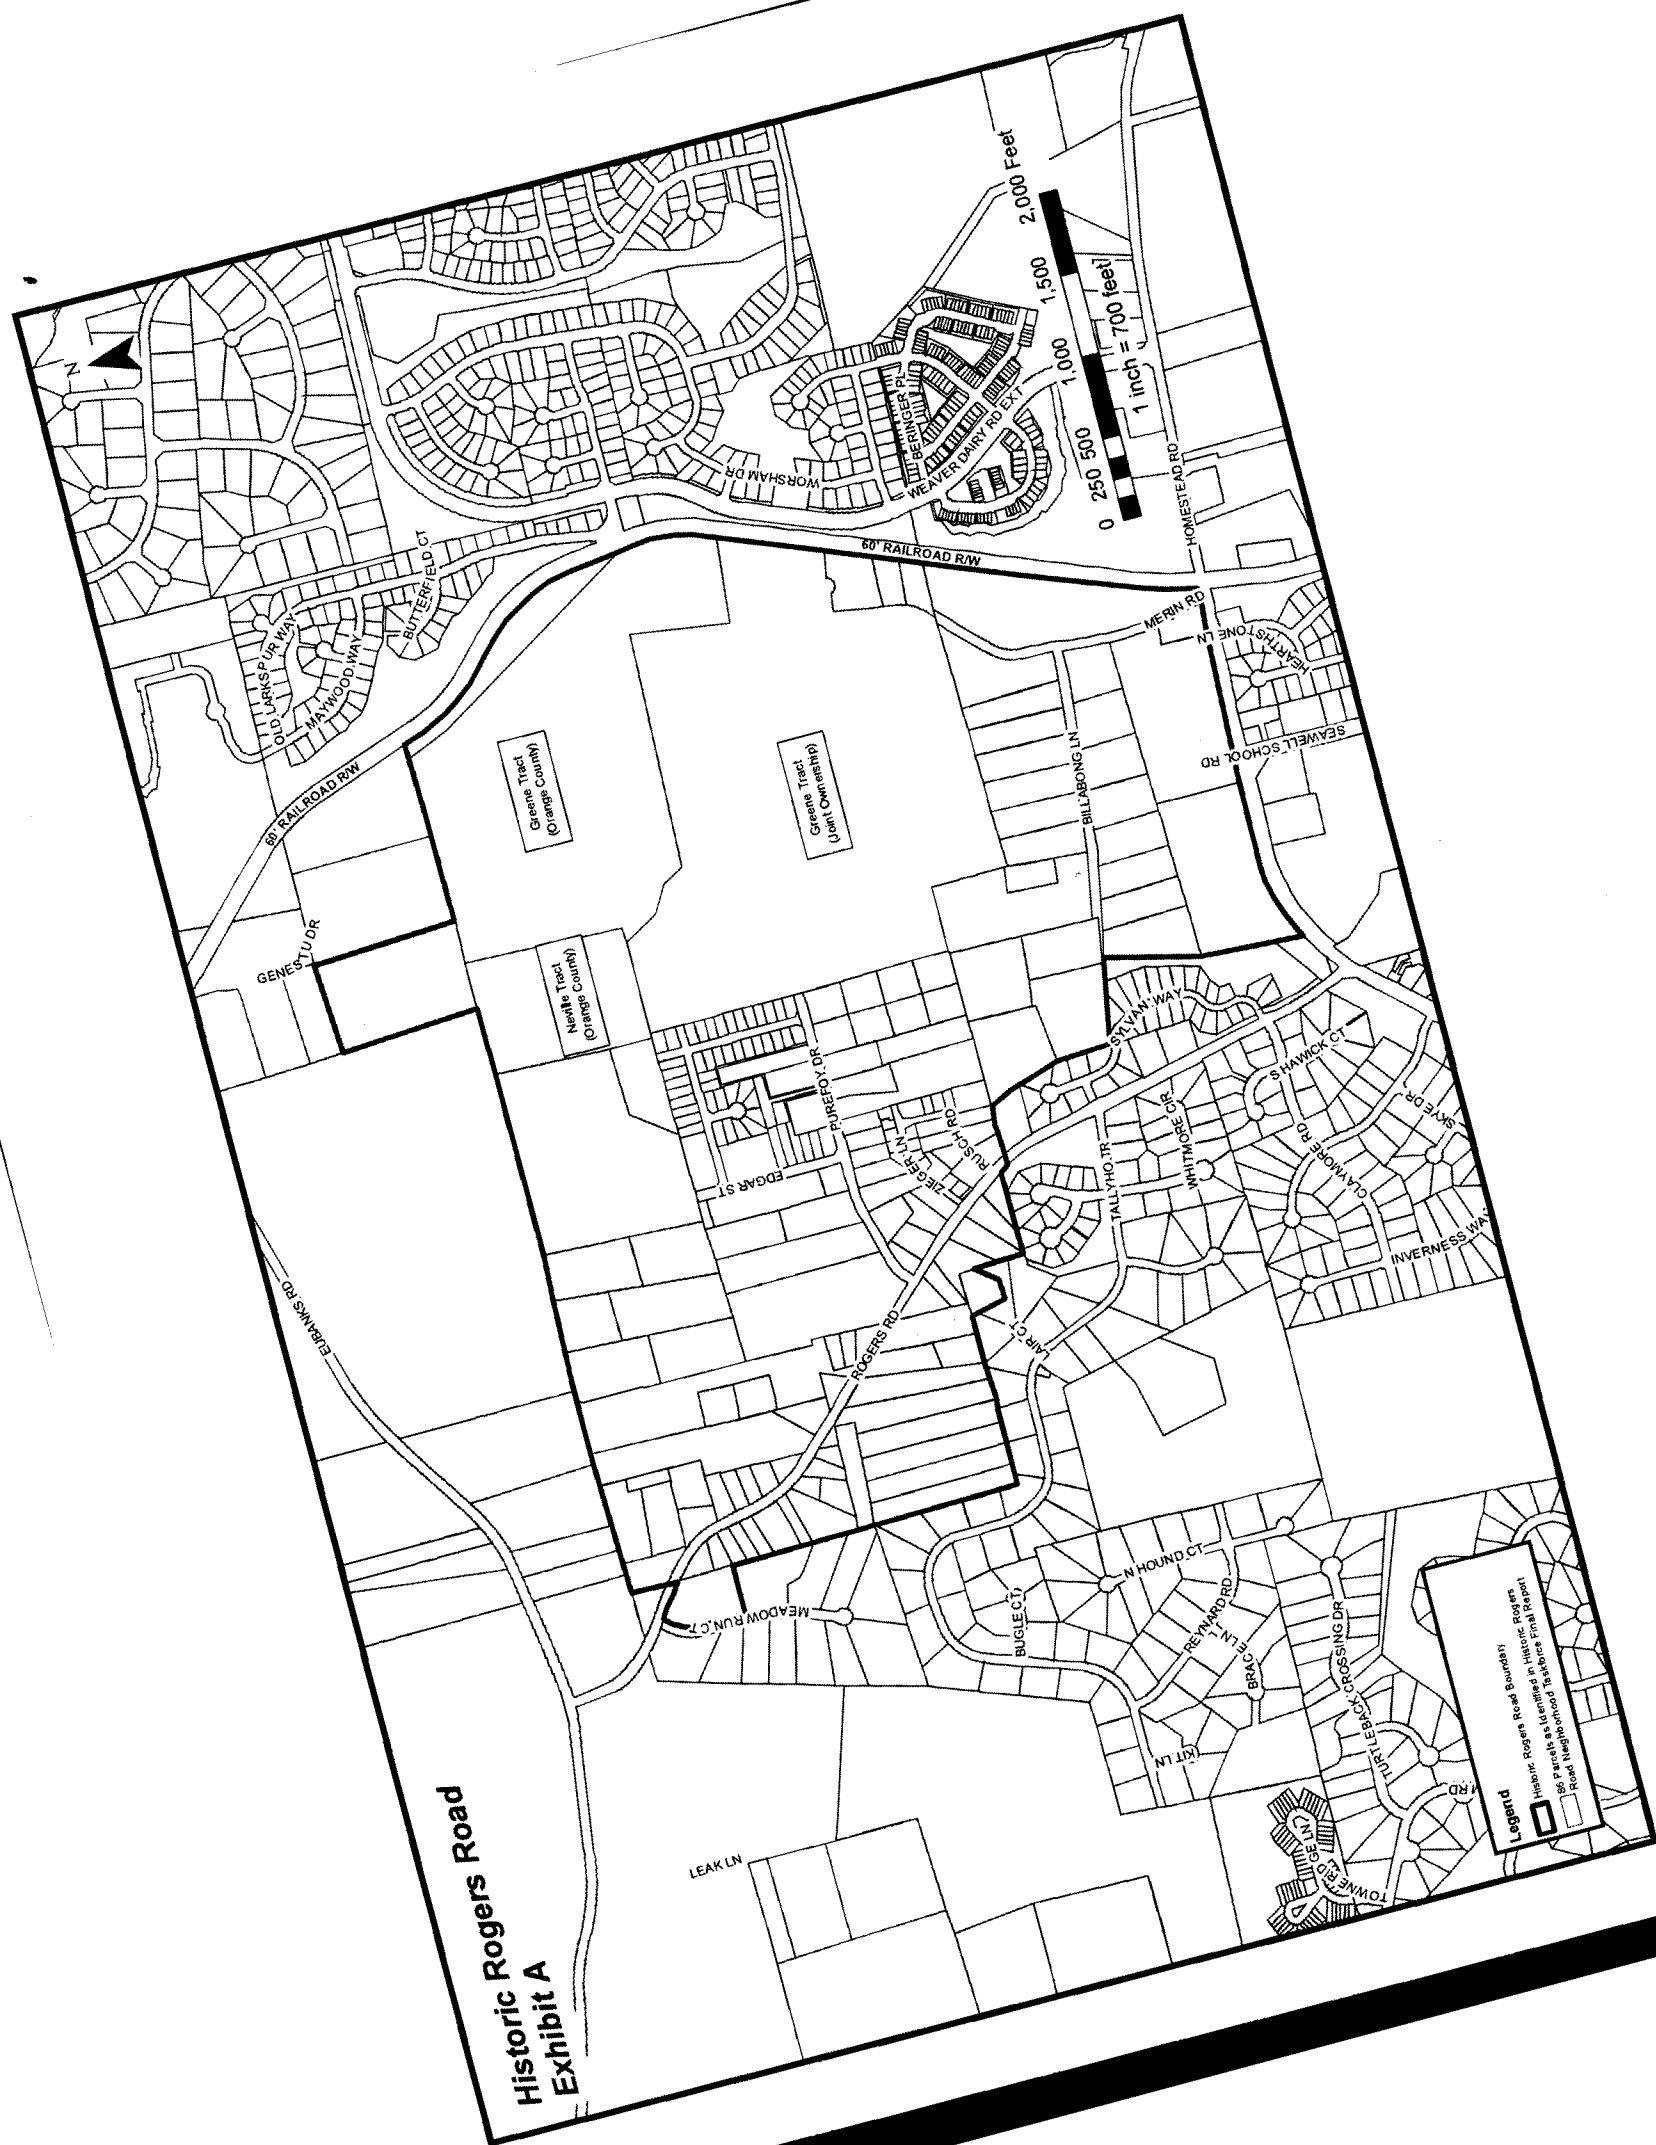 Historic Rogers Road
Exhibit A
N
EUBANKS RD
GENESTU DR
60' RAILROAD R/W
OLD LARKSPUR WAY
MAYWOOD WAY
BUTTERFIELD CT
Greene Tract
(Orange County)
Greene Tract
(Joint Ownership)
Neville Tract
(Orange County)
WORSHAM DR
BERINGER PL
WEAVER DAIRY RD EXT
60' RAILROAD R/W
LEAK LN
MEADOW RUN CT
ROGERS RD
EDGAR ST
PUREFOY DR
ZIEGER LN
RUSCH RD
SYLVAN WAY
BILLABONG LN
MERIN RD
HOMESTEAD RD
HEARTHSTONE LN
SEAWELL SCHOOL RD
LAIR CT
TALLYHO TR
WHITMORE CIR
S HAWICK CT
CLAYMORE RD
SKYE DR
INVERNESS WAY
BUGLE CT
N HOUND CT
REYNARD RD
KIT LN
TURTLEBACK CROSSING DR
TOWNE RIDGE LN
0 250 500 1,000 1,500 2,000 Feet
1 inch = 700 feet
Legend
Historic Rogers Road Boundary
86 Parcels as Identified in Historic Rogers
Road Neighborhood Taskforce Final Report